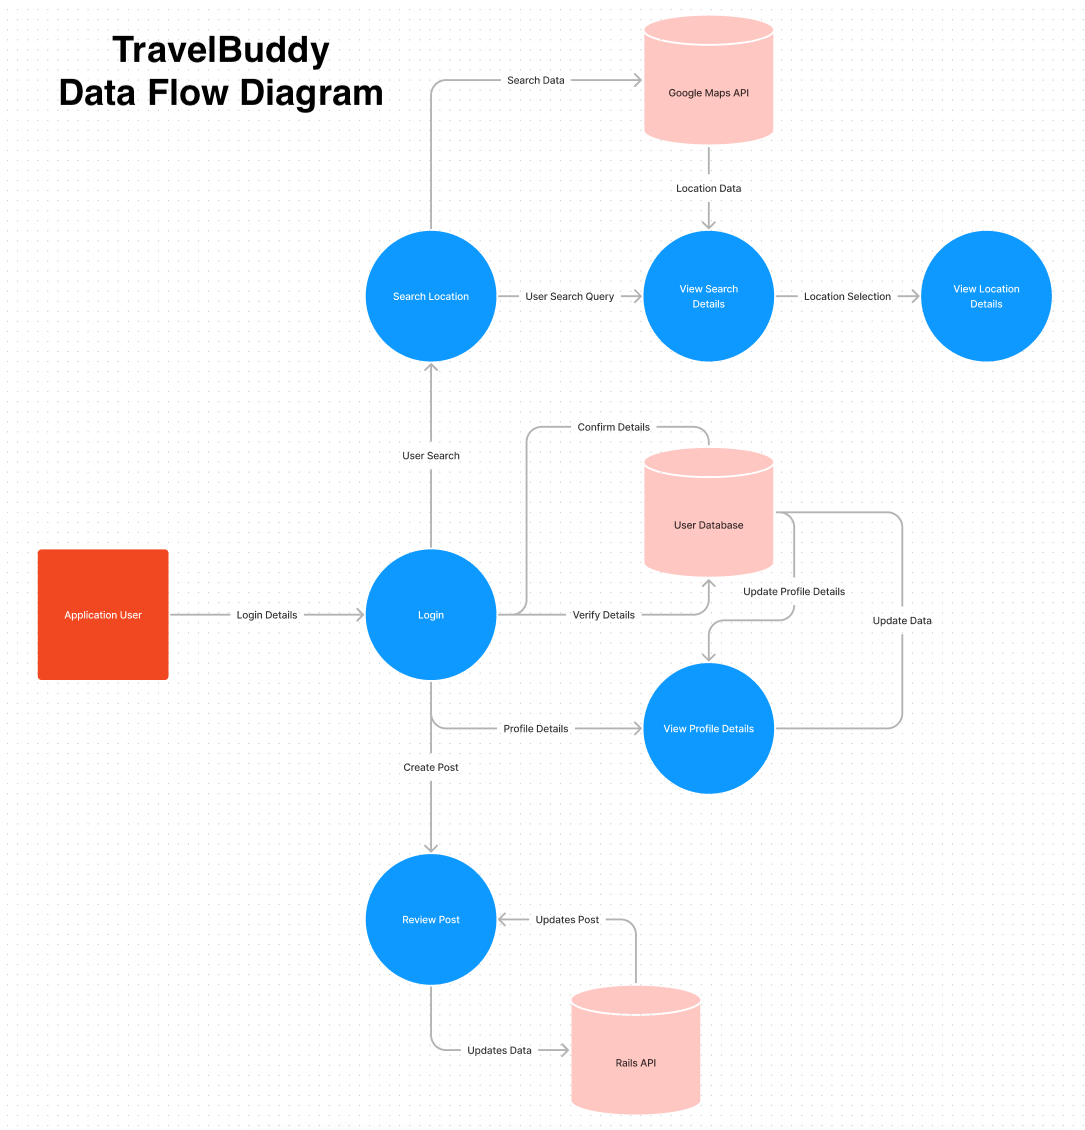 TravelBuddy
Data Flow Diagram
Search Data
Google Maps API
Location Data
Search Location
User Search Query
View Search
Details
Location Selection
View Location
Details
Confirm Details
User Search
User Database
Update Profile Details
Application User
Login Details
Login
Verify Details
Update Data
Profile Details
View Profile Details
Create Post
Review Post
Updates Post
Updates Data
Rails API